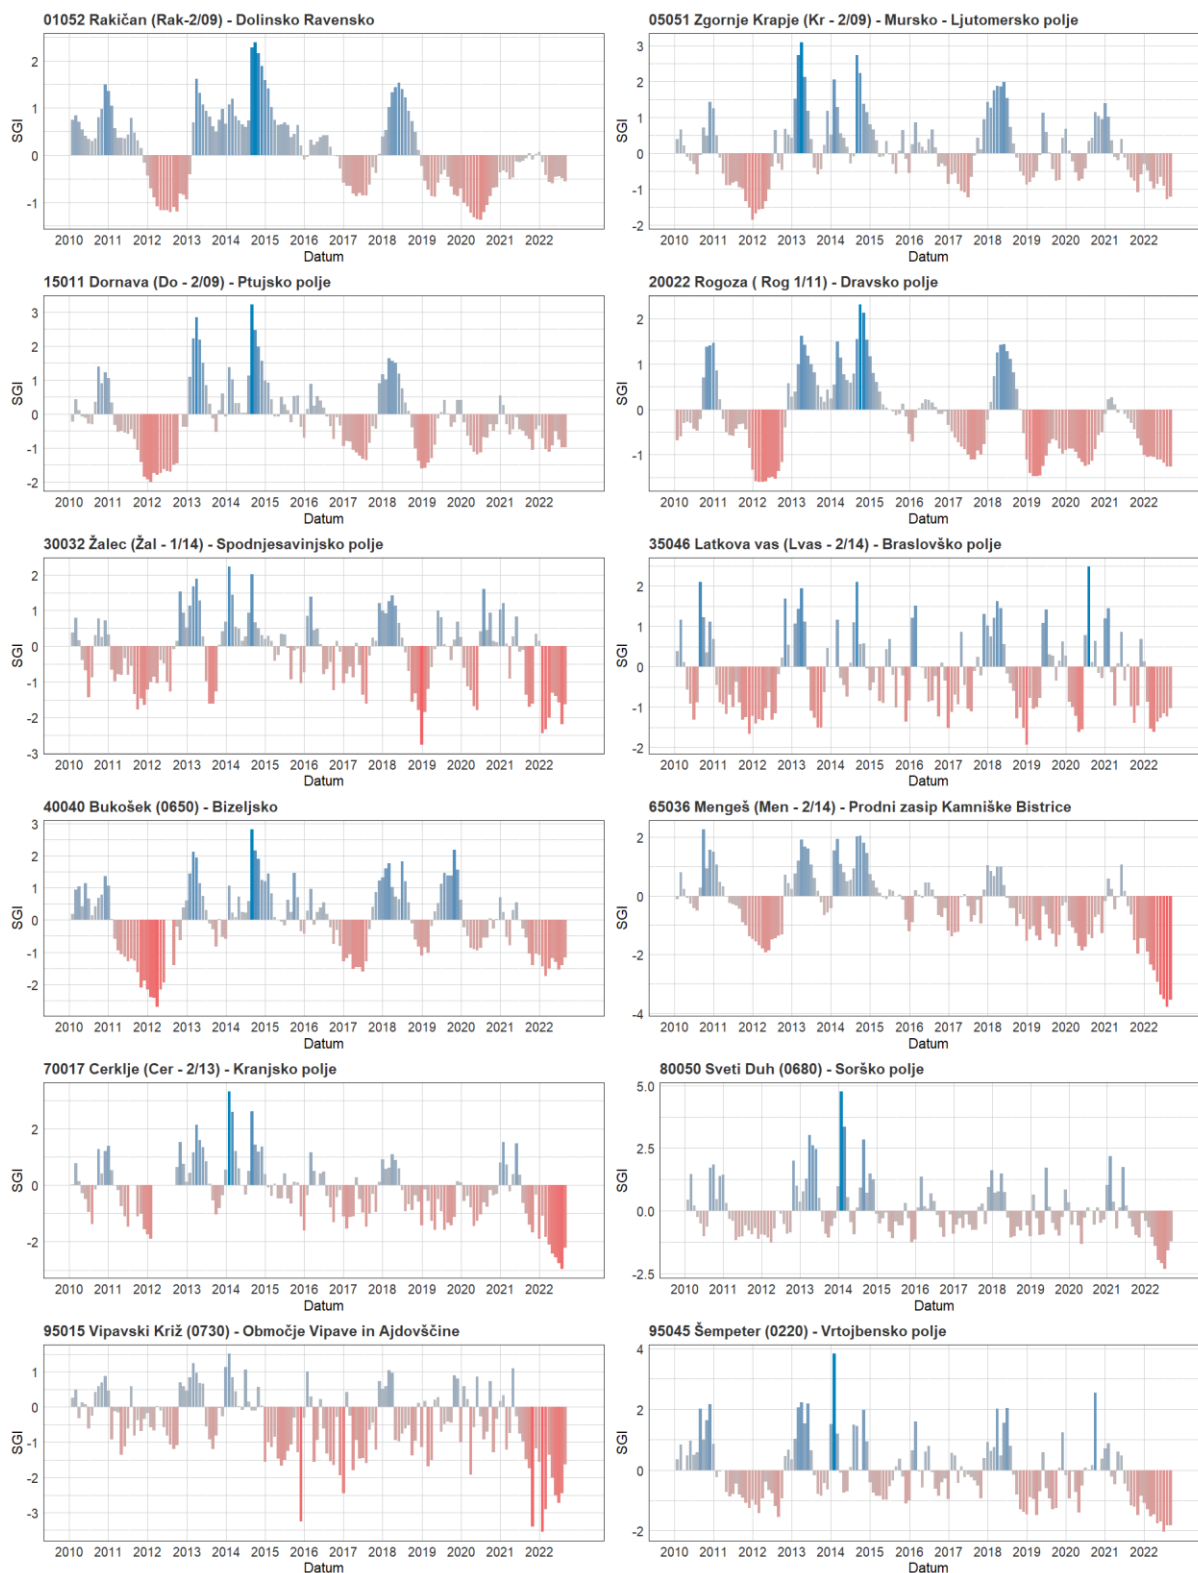 01052 Rakičan (Rak-2/09) - Dolinsko Ravensko
SGI
2
1
0
-1
2010 2011 2012 2013 2014 2015 2016 2017 2018 2019 2020 2021 2022
Datum
05051 Zgornje Krapje (Kr - 2/09) - Mursko - Ljutomersko polje
SGI
3
2
1
0
-1
-2
2010 2011 2012 2013 2014 2015 2016 2017 2018 2019 2020 2021 2022
Datum
15011 Dornava (Do - 2/09) - Ptujsko polje
SGI
3
2
1
0
-1
-2
2010 2011 2012 2013 2014 2015 2016 2017 2018 2019 2020 2021 2022
Datum
20022 Rogoza ( Rog 1/11) - Dravsko polje
SGI
2
1
0
-1
2010 2011 2012 2013 2014 2015 2016 2017 2018 2019 2020 2021 2022
Datum
30032 Žalec (Žal - 1/14) - Spodnjesavinjsko polje
SGI
2
1
0
-1
-2
-3
2010 2011 2012 2013 2014 2015 2016 2017 2018 2019 2020 2021 2022
Datum
35046 Latkova vas (Lvas - 2/14) - Braslovško polje
SGI
2
1
0
-1
-2
2010 2011 2012 2013 2014 2015 2016 2017 2018 2019 2020 2021 2022
Datum
40040 Bukošek (0650) - Bizeljsko
SGI
3
2
1
0
-1
-2
2010 2011 2012 2013 2014 2015 2016 2017 2018 2019 2020 2021 2022
Datum
65036 Mengeš (Men - 2/14) - Prodni zasip Kamniške Bistrice
SGI
2
0
-2
-4
2010 2011 2012 2013 2014 2015 2016 2017 2018 2019 2020 2021 2022
Datum
70017 Cerklje (Cer - 2/13) - Kranjsko polje
SGI
2
0
-2
2010 2011 2012 2013 2014 2015 2016 2017 2018 2019 2020 2021 2022
Datum
80050 Sveti Duh (0680) - Sorško polje
SGI
5.0
2.5
0.0
-2.5
2010 2011 2012 2013 2014 2015 2016 2017 2018 2019 2020 2021 2022
Datum
95015 Vipavski Križ (0730) - Območje Vipave in Ajdovščine
SGI
1
0
-1
-2
-3
2010 2011 2012 2013 2014 2015 2016 2017 2018 2019 2020 2021 2022
Datum
95045 Šempeter (0220) - Vrtojbensko polje
SGI
4
2
0
-2
2010 2011 2012 2013 2014 2015 2016 2017 2018 2019 2020 2021 2022
Datum